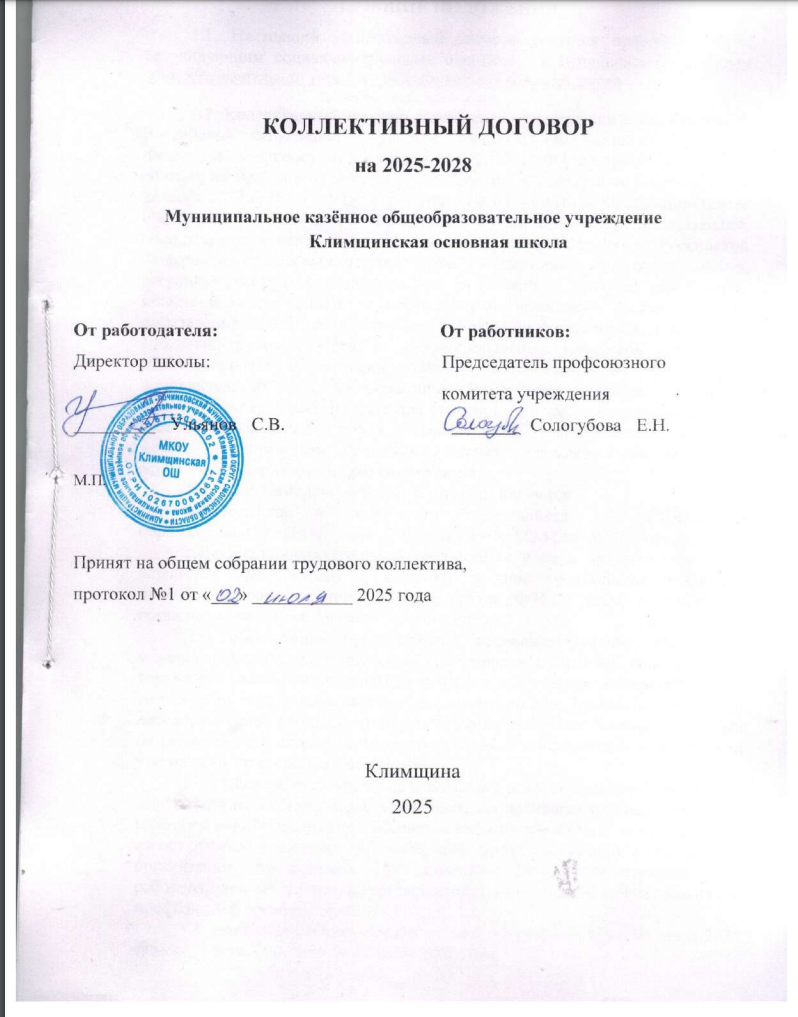 КОЛЛЕКТИВНЫЙ ДОГОВОР
на 2025-2028
Муниципальное казённое общеобразовательное учреждение
Климщинская основная школа
От работодателя:
От работников:
Директор школы:
Председатель профсоюзного
комитета учреждения
Ульянов С.В.
Сологубова Е.Н.
МКОУ
Климщинская
ОШ
ОГРН 1026700630637
М.П.
Принят на общем собрании трудового коллектива,
протокол №1 от «02» июля 2025 года
Климщина
2025